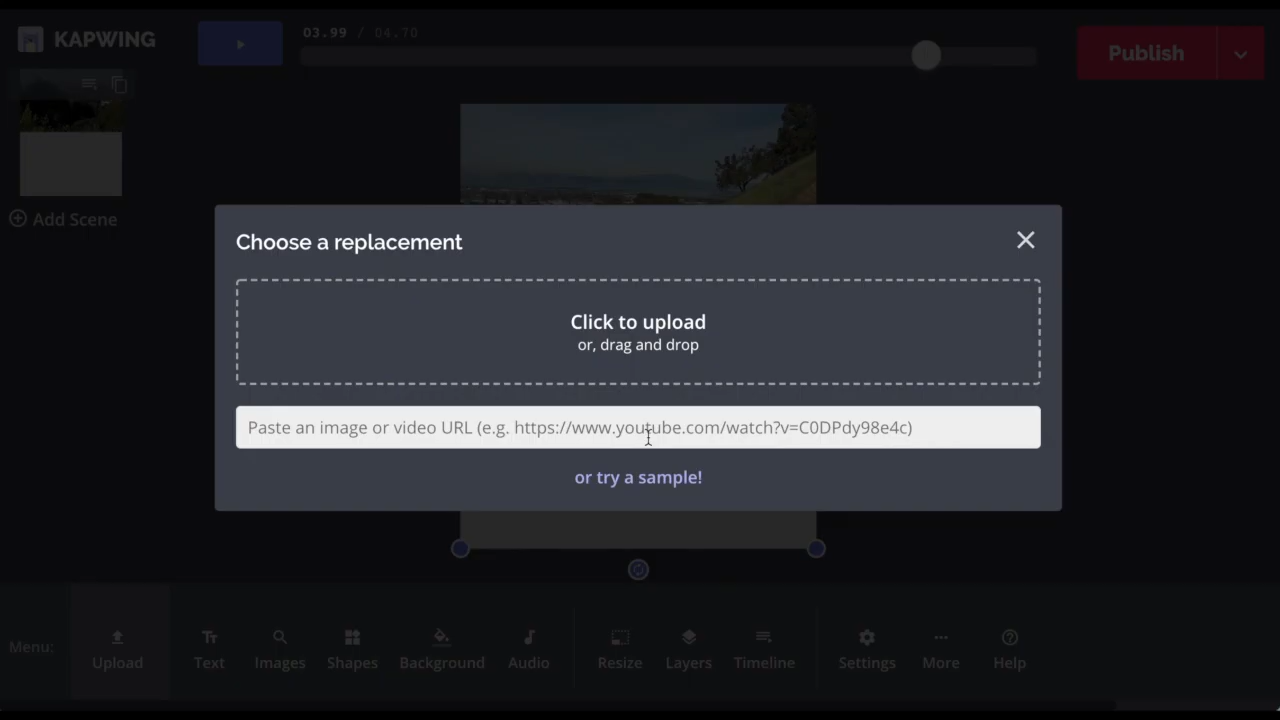 KAPWING
03.99 / 04.70
Publish
Add Scene
Choose a replacement
Click to upload
or, drag and drop
Paste an image or video URL (e.g. https://www.youtube.com/watch?v=C0DPdy98e4c)
or try a sample!
Menu:
Upload
Text
Images
Shapes
Background
Audio
Resize
Layers
Timeline
Settings
More
Help